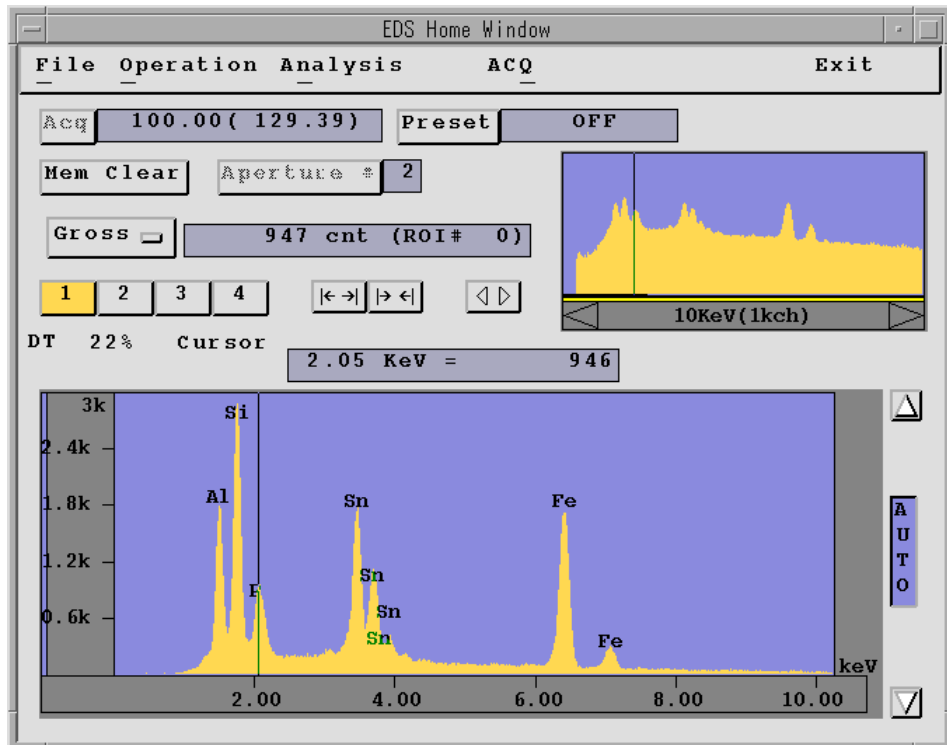 EDS Home Window
File Operation Analysis ACQ Exit
Acq 100.00( 129.39) Preset OFF
Mem Clear Aperture # 2
Gross 947 cnt (ROI# 0)
1 2 3 4
10KeV(1kch)
DT 22% Cursor
2.05 KeV = 946
3k
Si
2.4k
Al Sn Fe
1.8k
A
U
T
O
1.2k
Sn
P
Sn
0.6k
Sn
Fe
keV
2.00 4.00 6.00 8.00 10.00